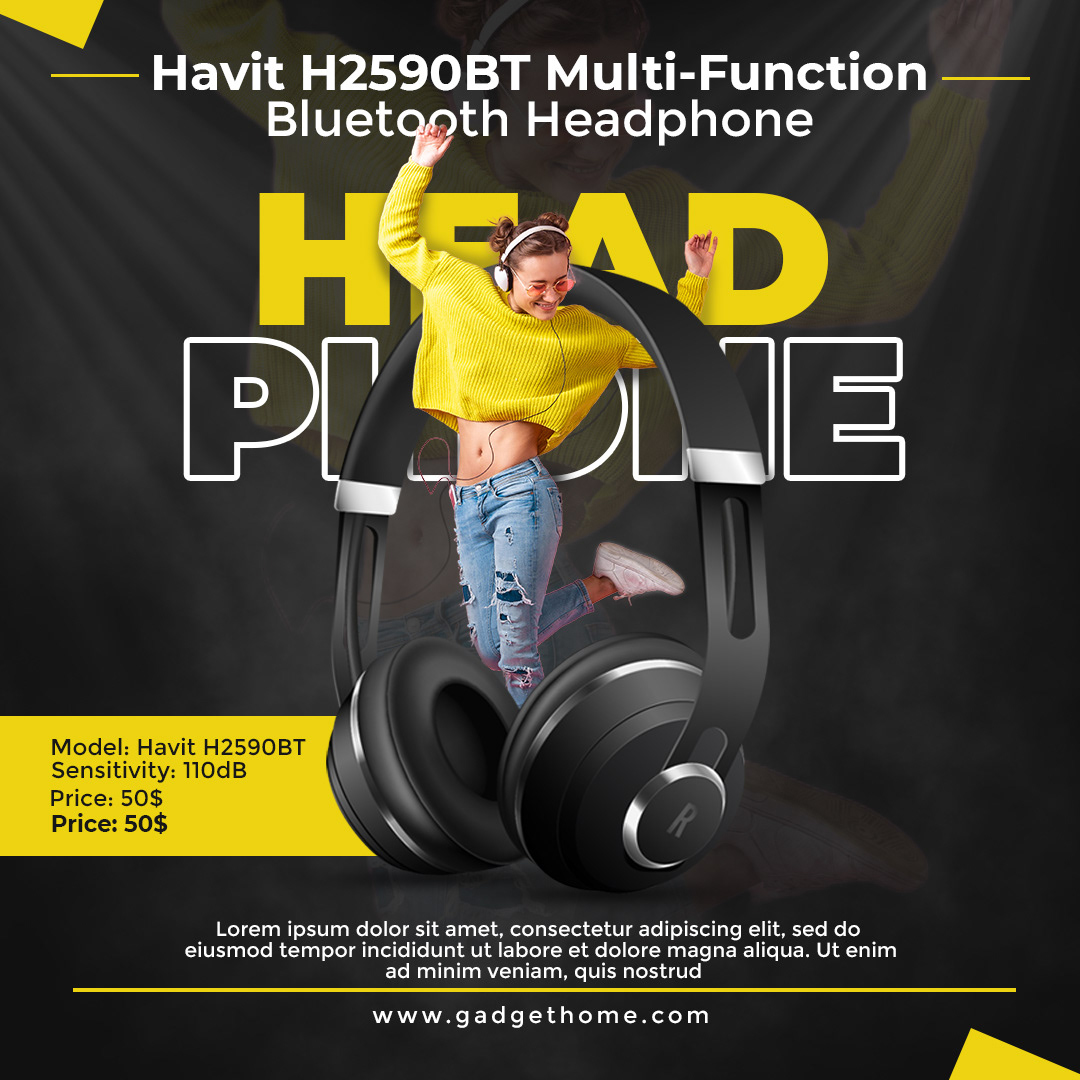 Havit H2590BT Multi-Function
Bluetooth Headphone
HEAD
PHONE
Model: Havit H2590BT
Sensitivity: 110dB
Price: 50$
Price: 50$
R
Lorem ipsum dolor sit amet, consectetur adipiscing elit, sed do
eiusmod tempor incididunt ut labore et dolore magna aliqua. Ut enim
ad minim veniam, quis nostrud
www.gadgethome.com